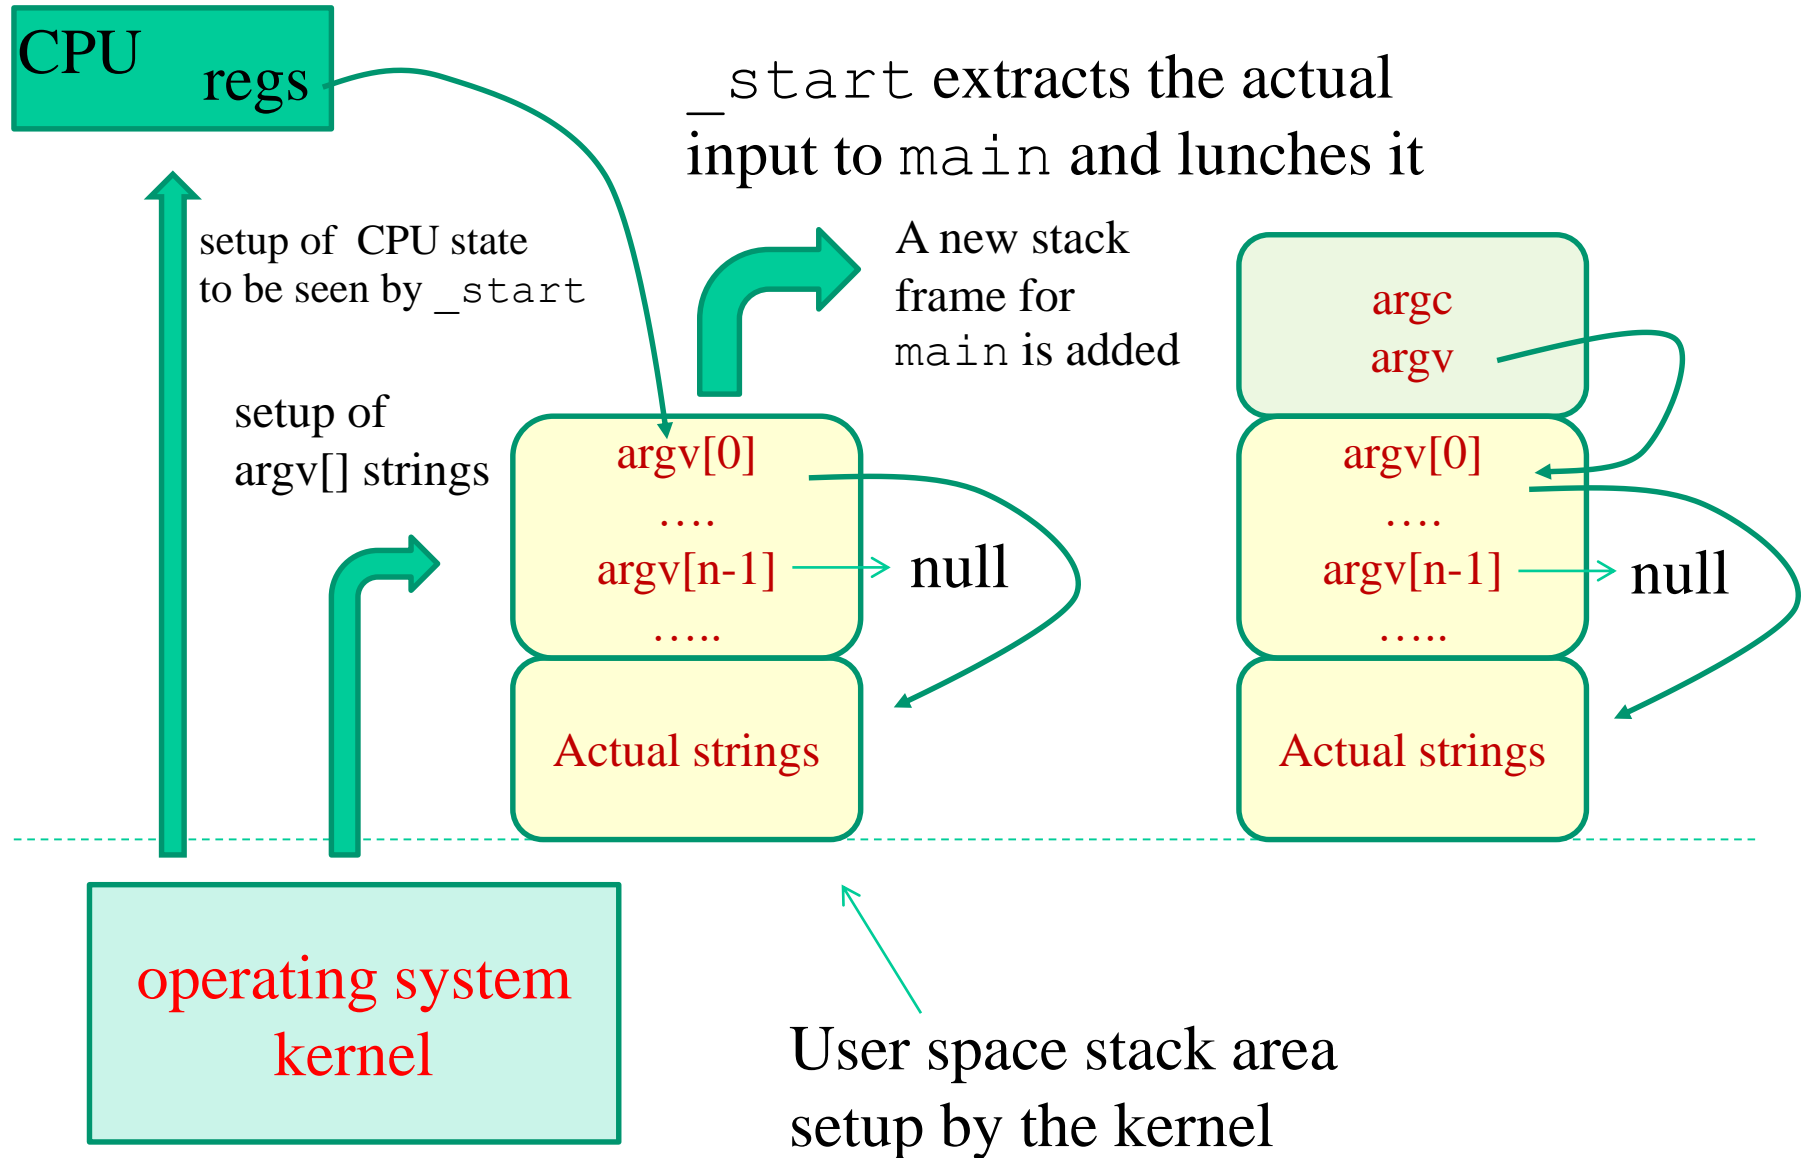 CPU
regs
_start extracts the actual
input to main and lunches it
setup of CPU state
to be seen by _start
A new stack
frame for
main is added
argc
argv
setup of
argv[] strings
argv[0]
....
argv[n-1]
.....
null
argv[0]
....
argv[n-1]
.....
null
Actual strings
Actual strings
operating system
kernel
User space stack area
setup by the kernel